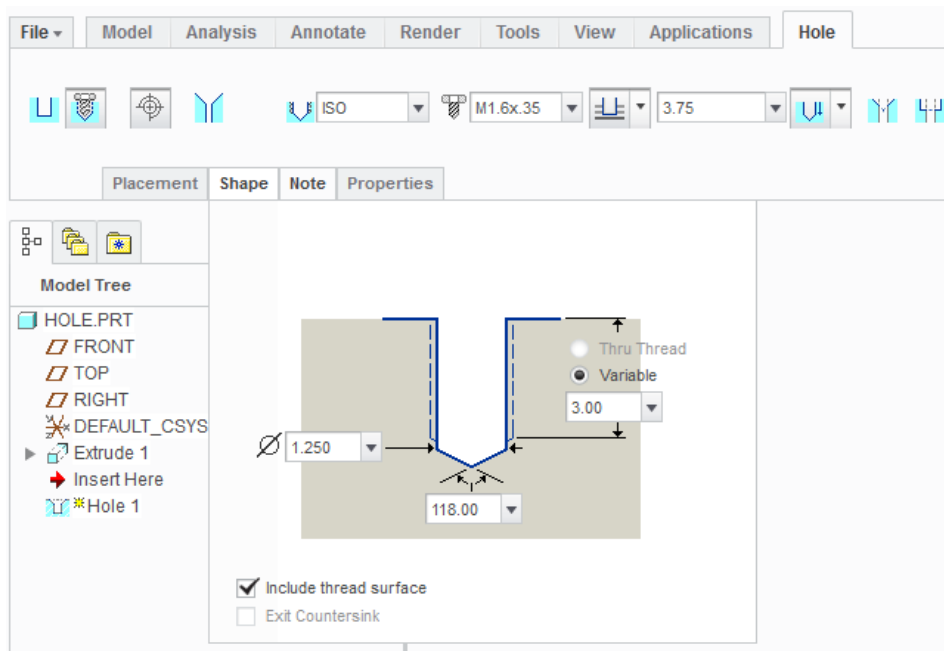 File Model Analysis Annotate Render Tools View Applications Hole
ISO M1.6x.35 3.75
Placement Shape Note Properties
Model Tree
HOLE.PRT
FRONT
TOP
RIGHT
DEFAULT_CSYS
Extrude 1
Insert Here
Hole 1
Thru Thread
Variable
3.00
Ø 1.250
118.00
Include thread surface
Exit Countersink